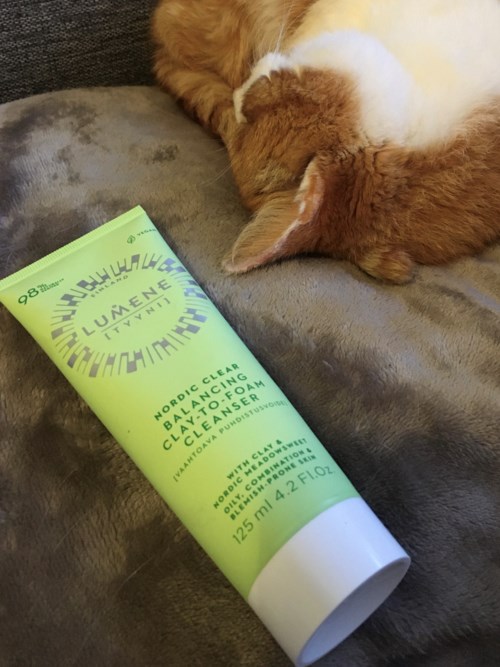 98%
VEGAN
FINLAND
LUMENE
[TYYNI]
NORDIC CLEAR
BALANCING
CLAY-TO-FOAM
CLEANSER
[VAAHTOAVA PUHDISTUSVOIDE]
WITH CLAY &
NORDIC MEADOWSWEET
OILY, COMBINATION &
BLEMISH PRONE SKIN
125 ml 4.2 Fl.Oz